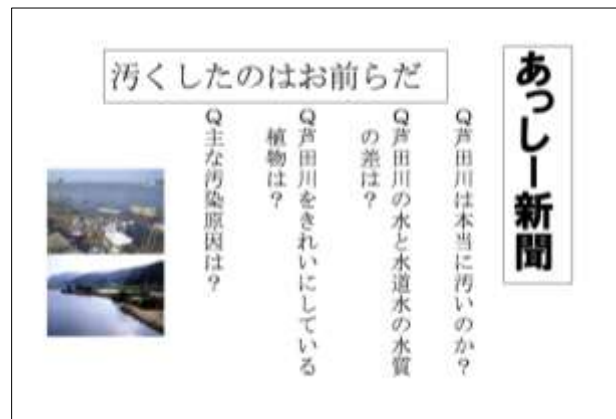 あっしー新聞
汚くしたのはお前らだ
Q芦田川は本当に汚いのか？
Q芦田川の水と水道水の水質
の差は？
Q芦田川をきれいにしている
植物は？
Q主な汚染原因は？